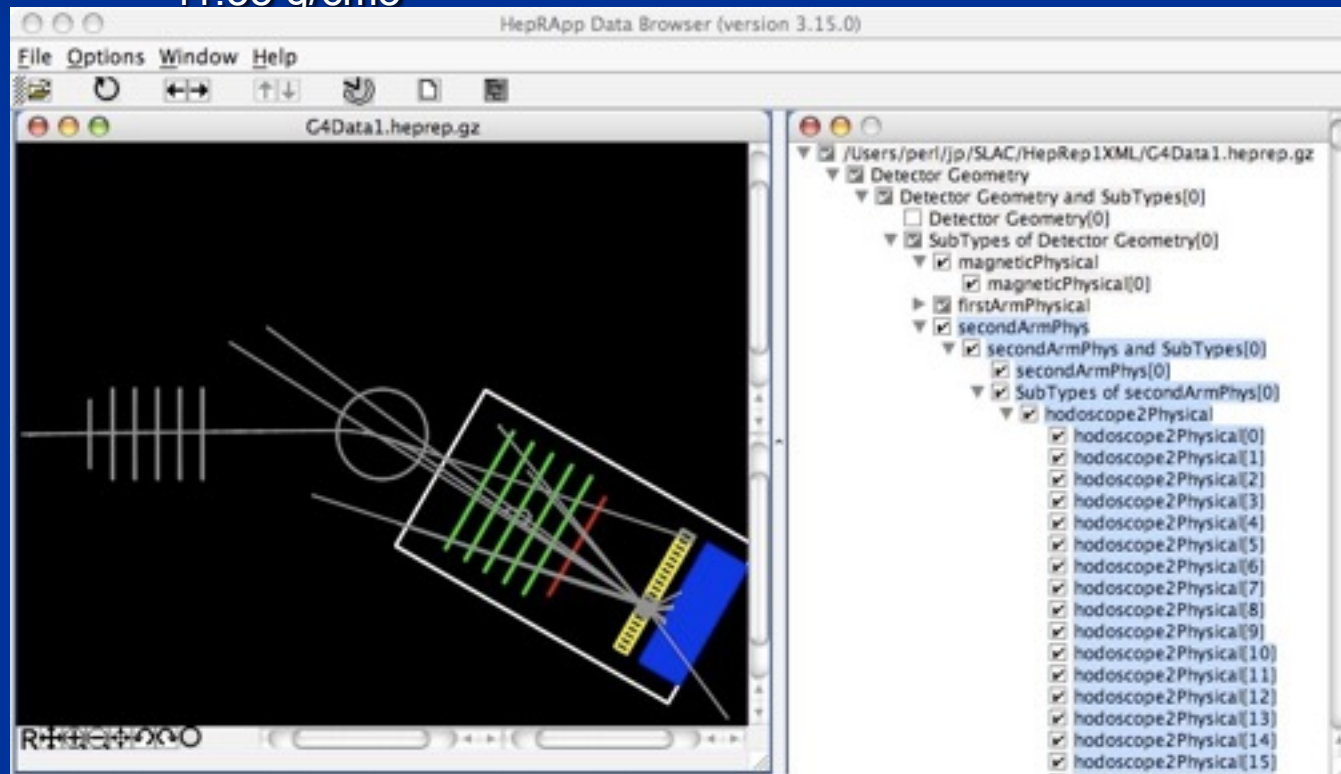 HepRApp Data Browser (version 3.15.0)
File Options Window Help
G4Data1.heprep.gz
R
/Users/perl/jp/SLAC/HepRep1XML/G4Data1.heprep.gz
Detector Geometry
Detector Geometry and SubTypes[0]
Detector Geometry[0]
SubTypes of Detector Geometry[0]
magneticPhysical
magneticPhysical[0]
firstArmPhysical
secondArmPhys
secondArmPhys and SubTypes[0]
secondArmPhys[0]
SubTypes of secondArmPhys[0]
hodoscope2Physical
hodoscope2Physical[0]
hodoscope2Physical[1]
hodoscope2Physical[2]
hodoscope2Physical[3]
hodoscope2Physical[4]
hodoscope2Physical[5]
hodoscope2Physical[6]
hodoscope2Physical[7]
hodoscope2Physical[8]
hodoscope2Physical[9]
hodoscope2Physical[10]
hodoscope2Physical[11]
hodoscope2Physical[12]
hodoscope2Physical[13]
hodoscope2Physical[14]
hodoscope2Physical[15]